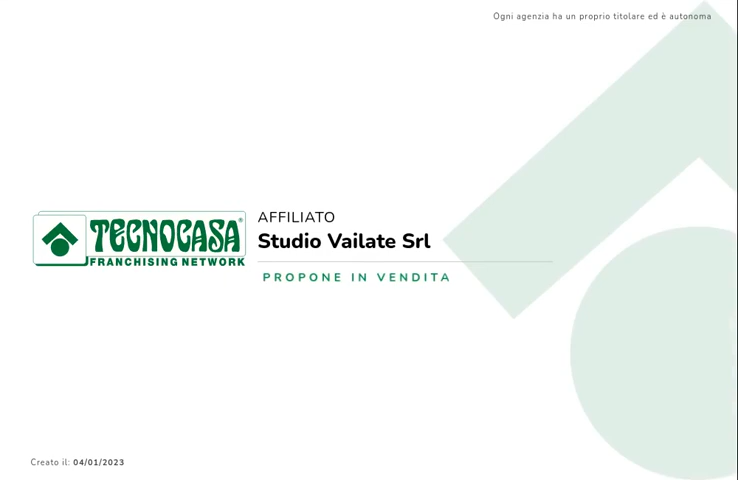 Ogni agenzia ha un proprio titolare ed è autonoma
TECNOCASA®
FRANCHISING NETWORK
AFFILIATO
Studio Vailate Srl
PROPONE IN VENDITA
Creato il: 04/01/2023